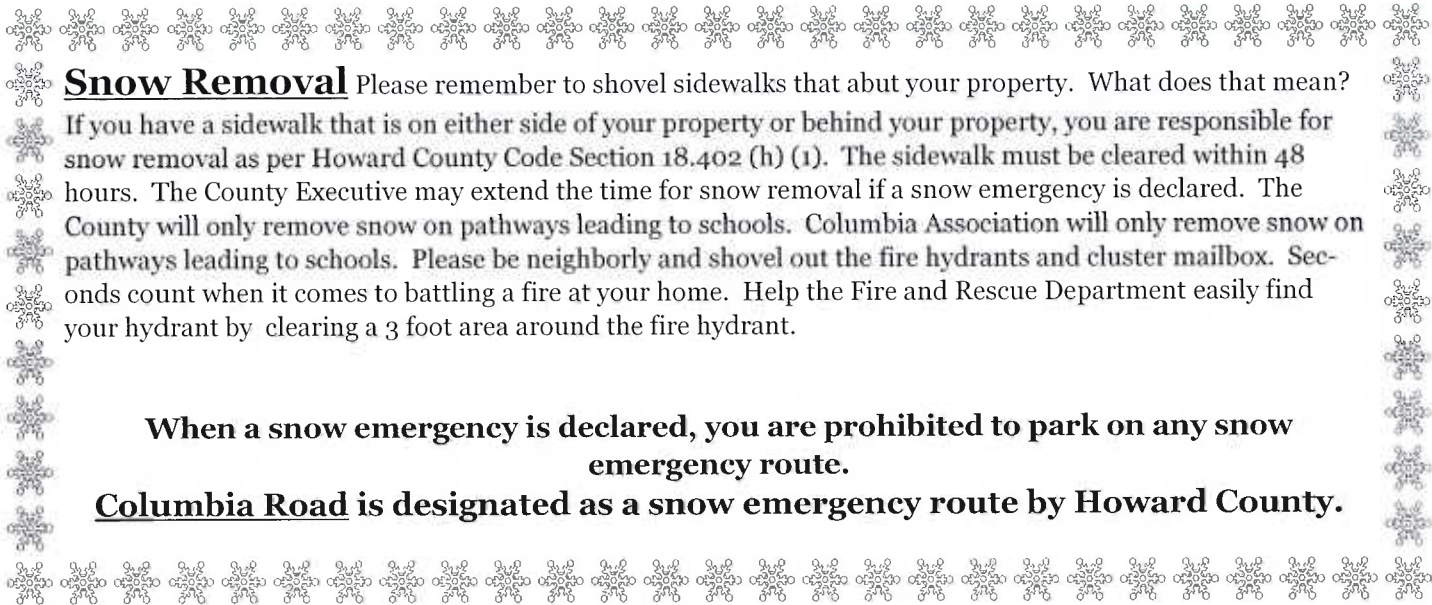 Snow Removal Please remember to shovel sidewalks that abut your property.  What does that mean?
If you have a sidewalk that is on either side of your property or behind your property, you are responsible for
snow removal as per Howard County Code Section 18.402 (h) (1).  The sidewalk must be cleared within 48
hours.  The County Executive may extend the time for snow removal if a snow emergency is declared.  The
County will only remove snow on pathways leading to schools.  Columbia Association will only remove snow on
pathways leading to schools.  Please be neighborly and shovel out the fire hydrants and cluster mailbox.  Sec-
onds count when it comes to battling a fire at your home.  Help the Fire and Rescue Department easily find
your hydrant by  clearing a 3 foot area around the fire hydrant.
When a snow emergency is declared, you are prohibited to park on any snow
emergency route.
Columbia Road is designated as a snow emergency route by Howard County.